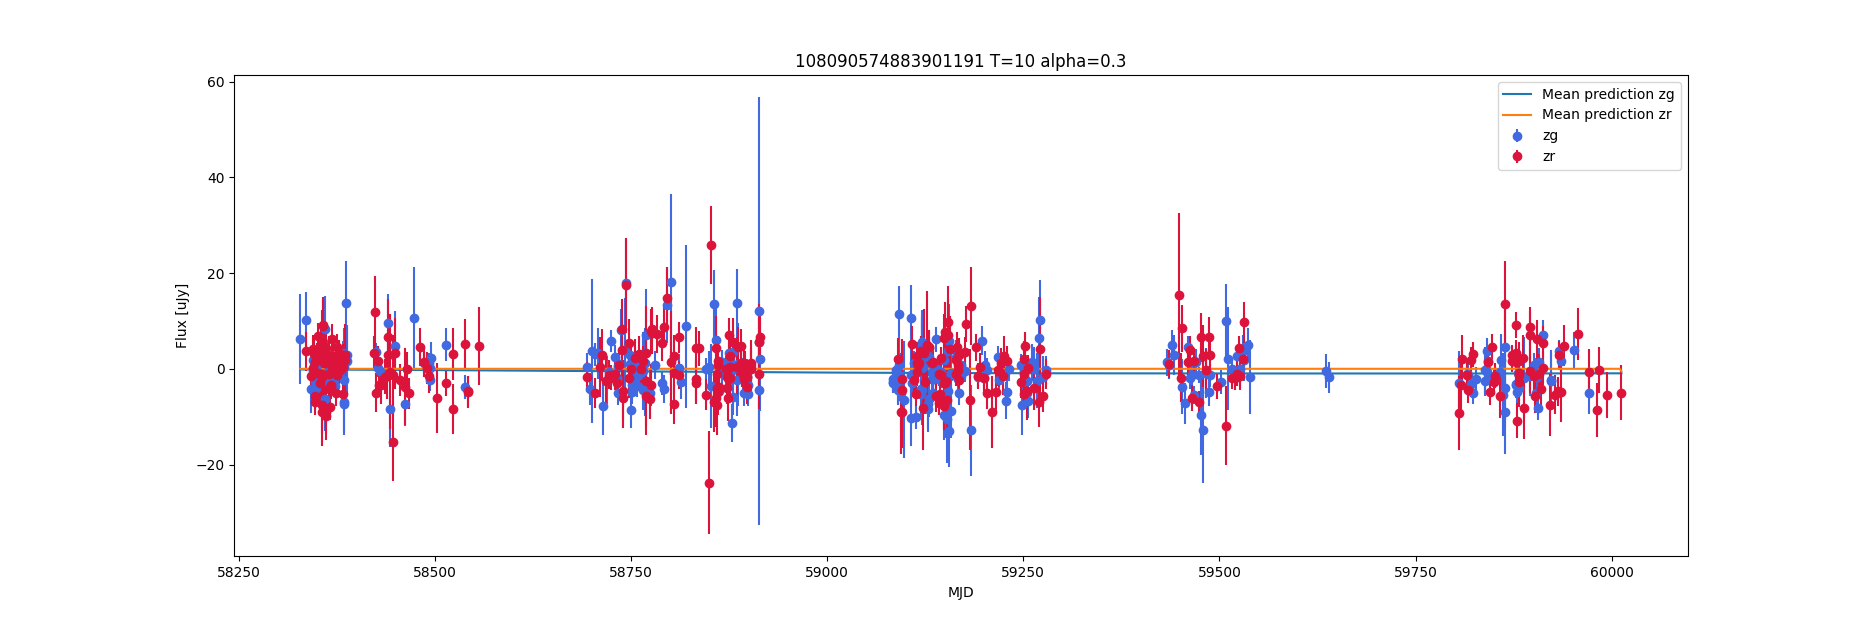 108090574883901191 T=10 alpha=0.3
Flux [uJy]
60
40
20
0
−20
58250
58500
58750
59000
59250
59500
59750
60000
MJD
Mean prediction zg
Mean prediction zr
zg
zr